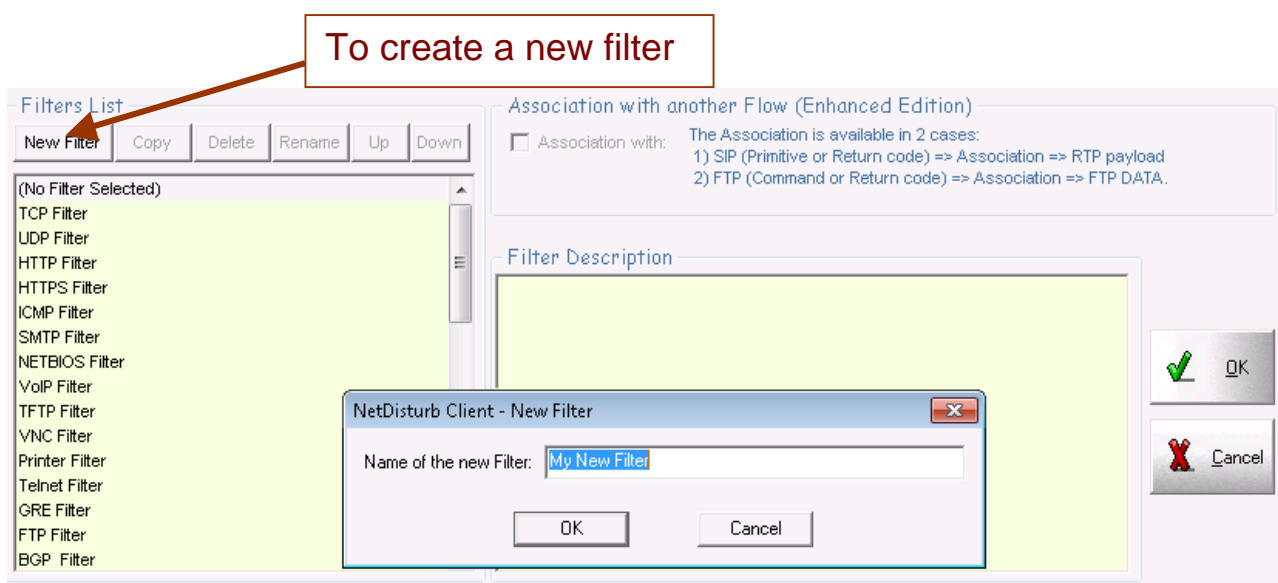 To create a new filter
Filters List
New Filter Copy Delete Rename Up Down
(No Filter Selected)
TCP Filter
UDP Filter
HTTP Filter
HTTPS Filter
ICMP Filter
SMTP Filter
NETBIOS Filter
VoIP Filter
TFTP Filter
VNC Filter
Printer Filter
Telnet Filter
GRE Filter
FTP Filter
BGP Filter
Association with another Flow (Enhanced Edition)
Association with:
The Association is available in 2 cases:
1) SIP (Primitive or Return code) => Association => RTP payload
2) FTP (Command or Return code) => Association => FTP DATA.
Filter Description
NetDisturb Client - New Filter
Name of the new Filter: My New Filter
OK Cancel
OK
Cancel